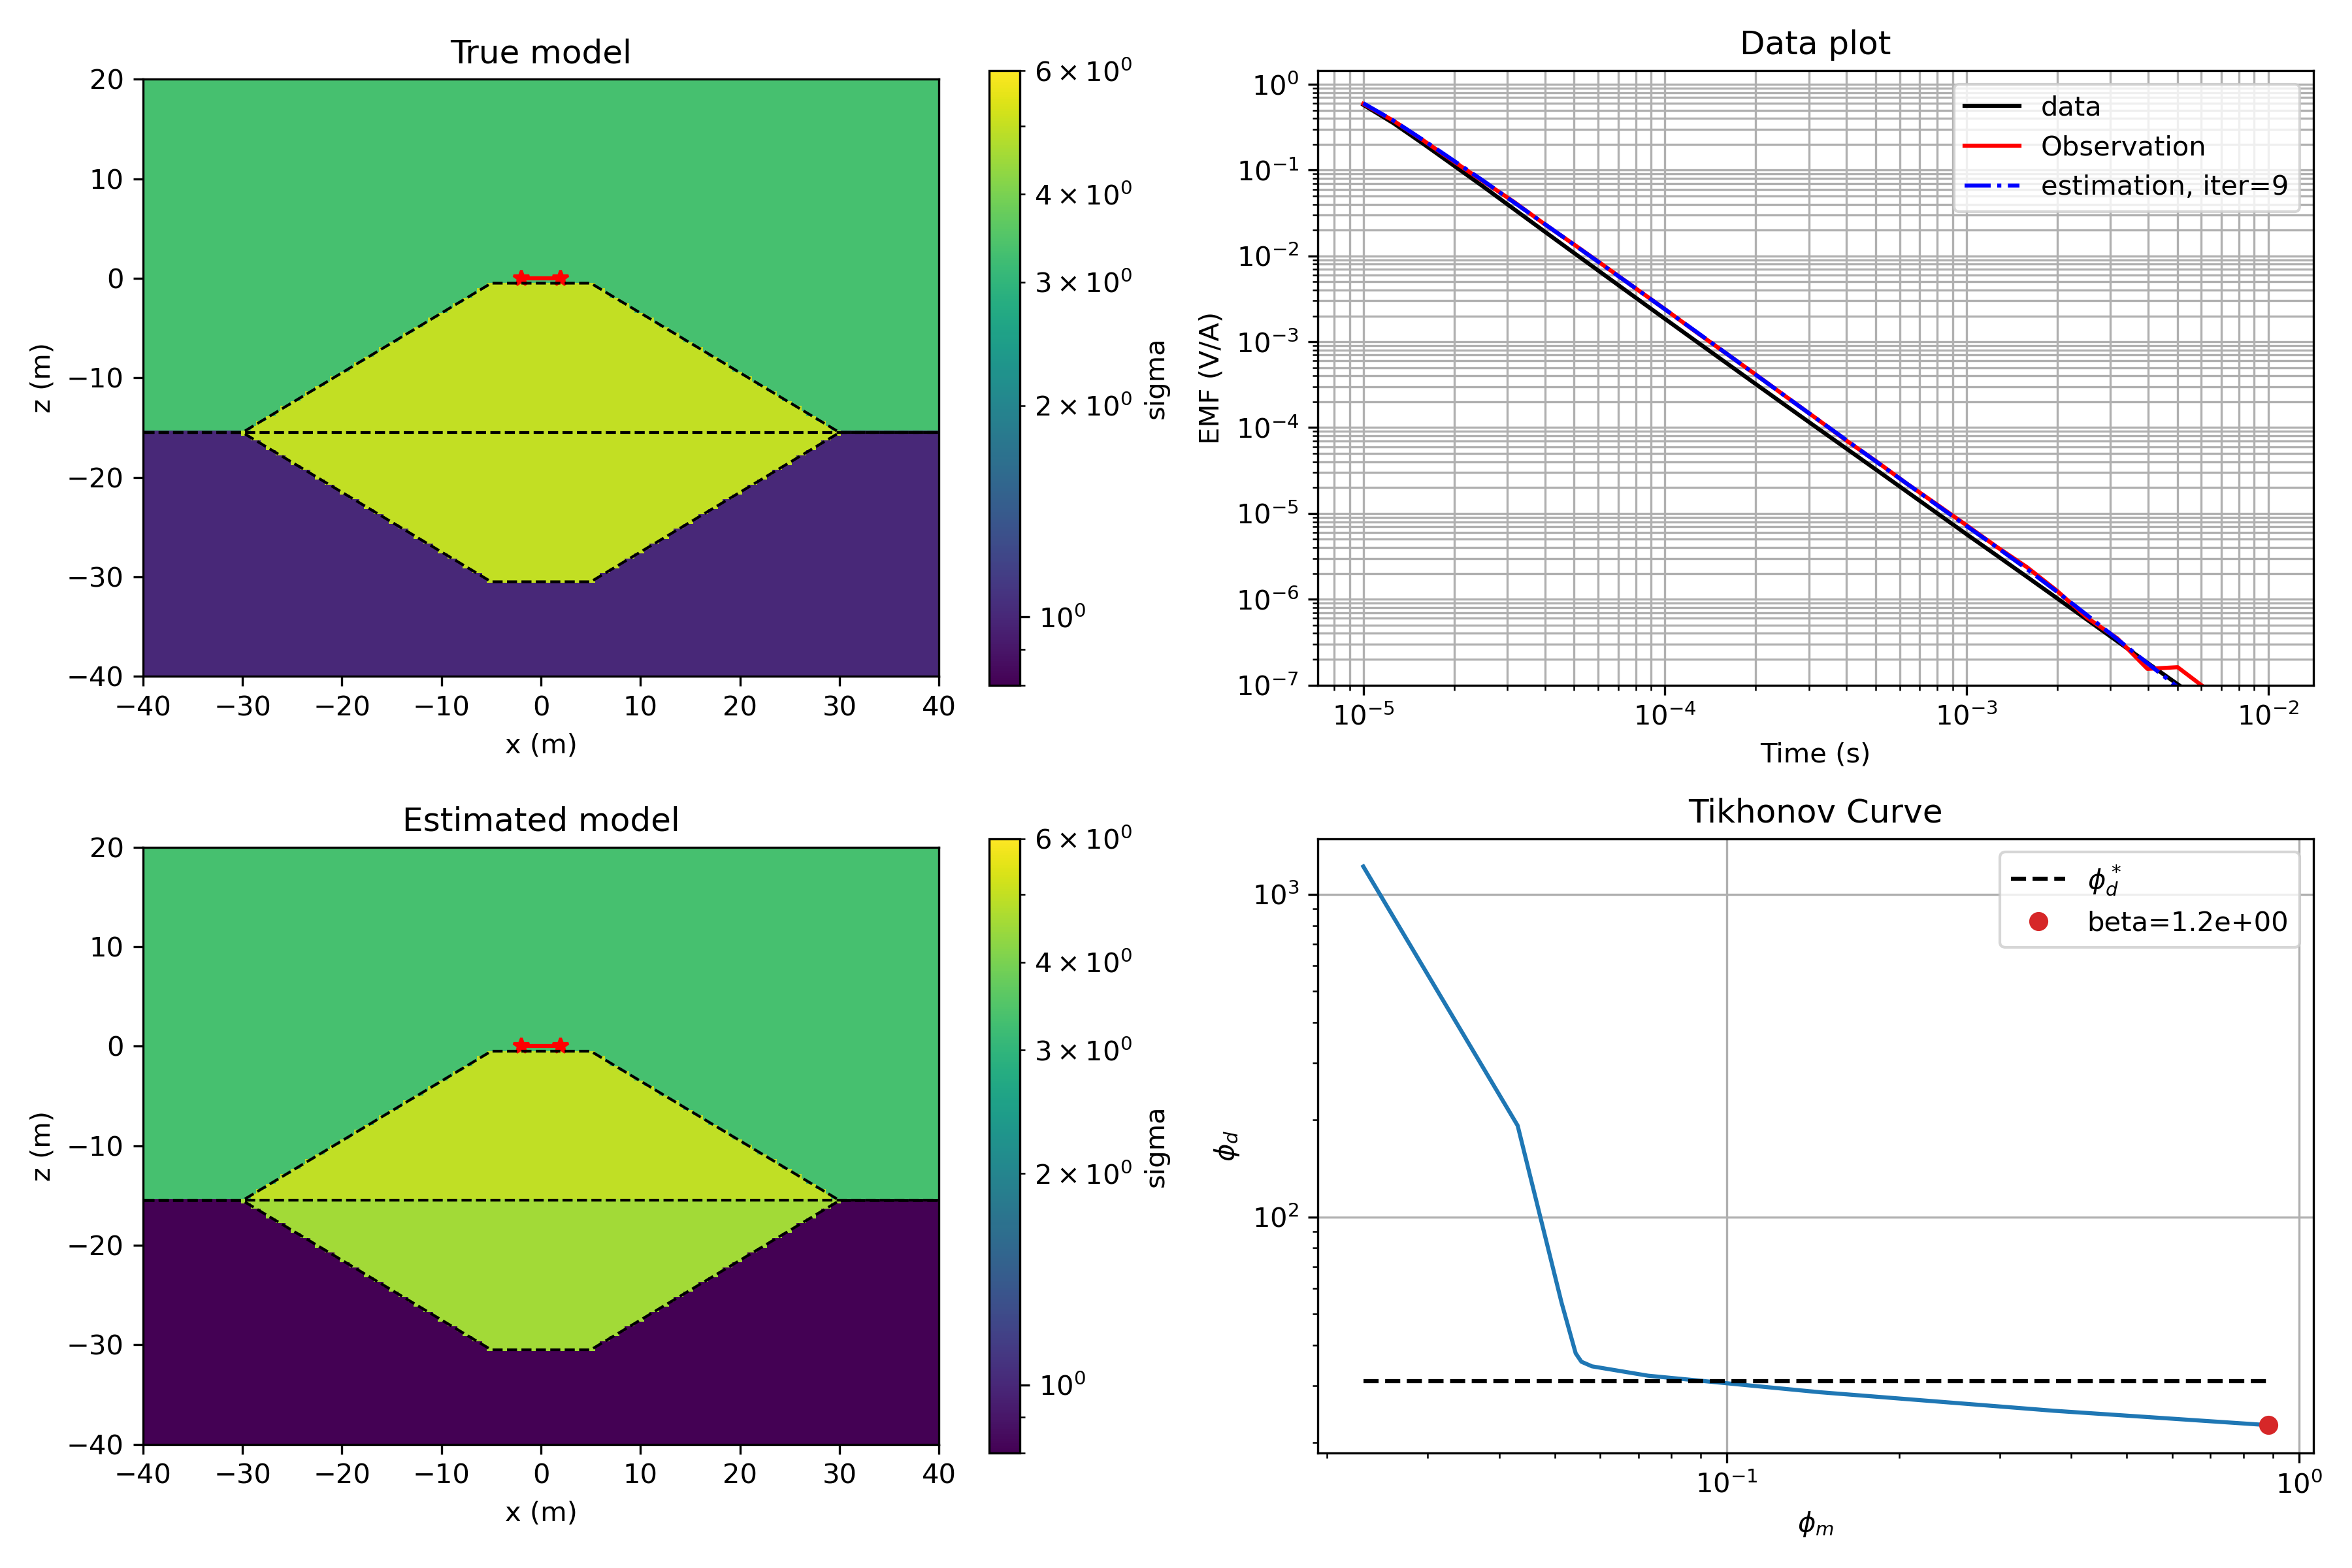 True model
20
10
0
−10
−20
−30
−40
z (m)
−40 −30 −20 −10 0 10 20 30 40
x (m)
6 × 10⁰
4 × 10⁰
3 × 10⁰
2 × 10⁰
10⁰
sigma
Data plot
10⁰
10⁻¹
10⁻²
10⁻³
10⁻⁴
10⁻⁵
10⁻⁶
10⁻⁷
EMF (V/A)
data
Observation
estimation, iter=9
10⁻⁵ 10⁻⁴ 10⁻³ 10⁻²
Time (s)
Estimated model
20
10
0
−10
−20
−30
−40
z (m)
−40 −30 −20 −10 0 10 20 30 40
x (m)
6 × 10⁰
4 × 10⁰
3 × 10⁰
2 × 10⁰
10⁰
sigma
Tikhonov Curve
10³
10²
ϕ_d
ϕ_d^*
beta=1.2e+00
10⁻¹ 10⁰
ϕ_m